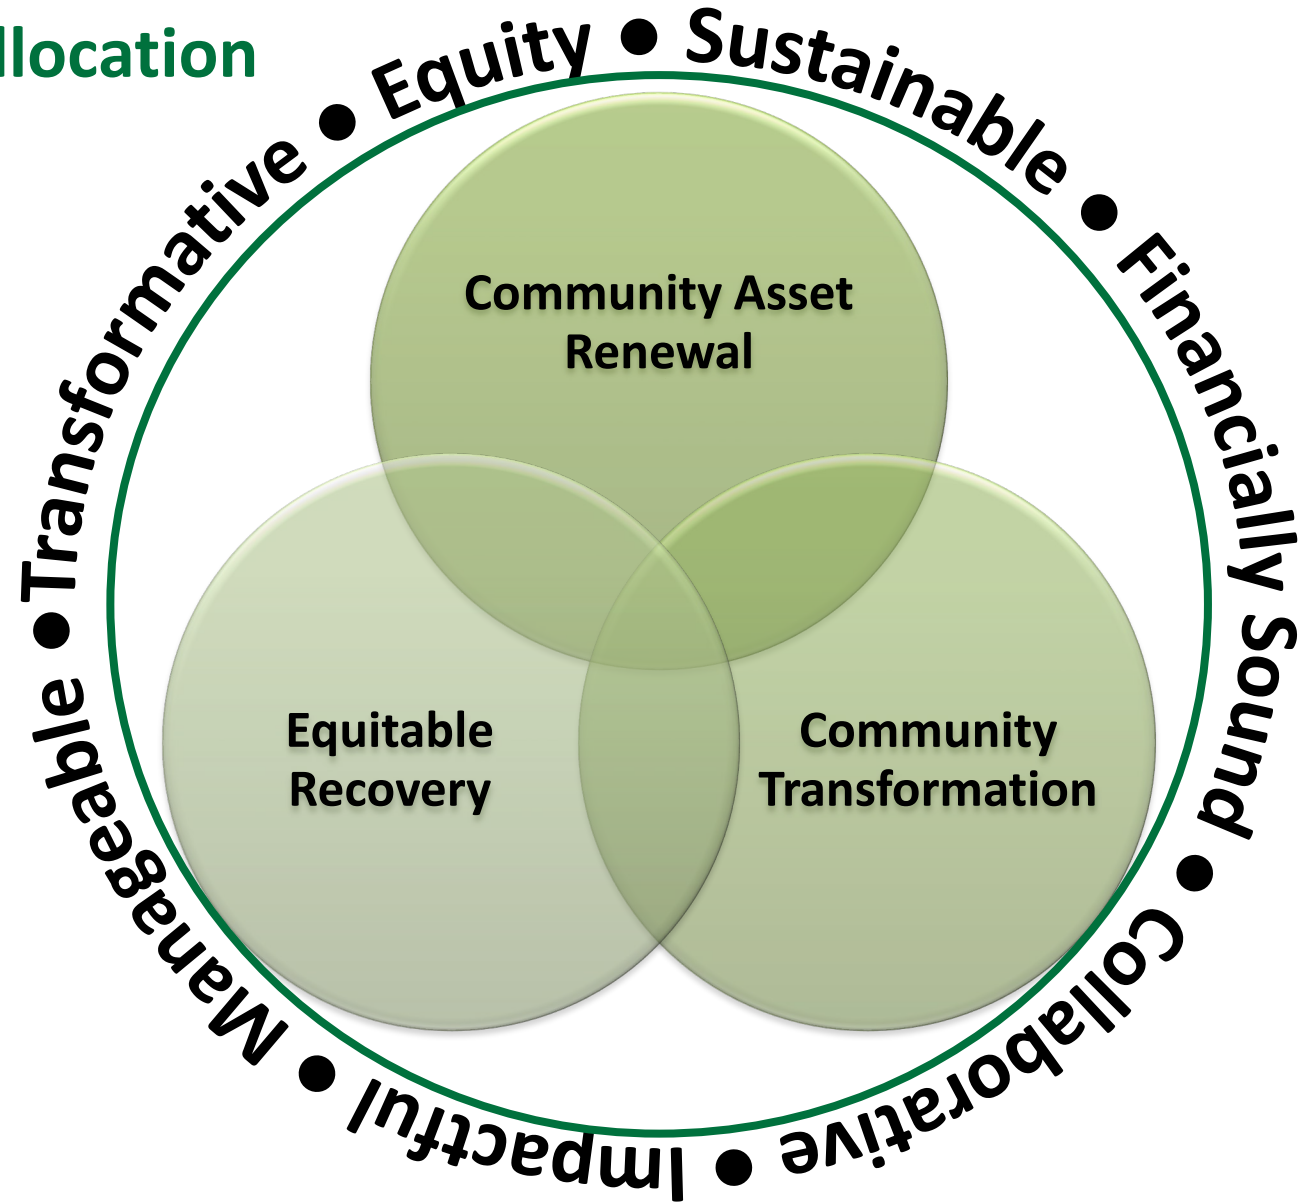 llocation
Equity ● Sustainable ● Financially Sound ● Collaborative ● Impactful ● Manageable ● Transformative ●
Community Asset
Renewal
Equitable
Recovery
Community
Transformation